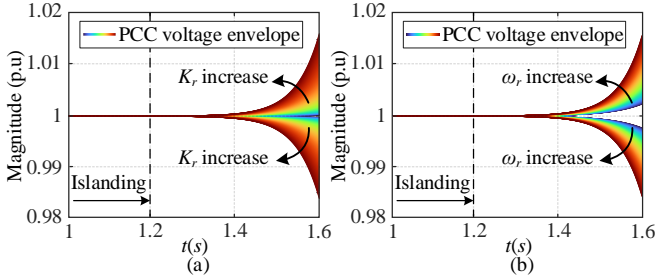 PCC voltage envelope
1.02
1.01
1
0.99
0.98
Magnitude (p.u)
K_r increase
K_r increase
Islanding
1
1.2
1.4
1.6
t(s)
(a)
PCC voltage envelope
1.02
1.01
1
0.99
0.98
Magnitude (p.u)
ω_r increase
ω_r increase
Islanding
1
1.2
1.4
1.6
t(s)
(b)